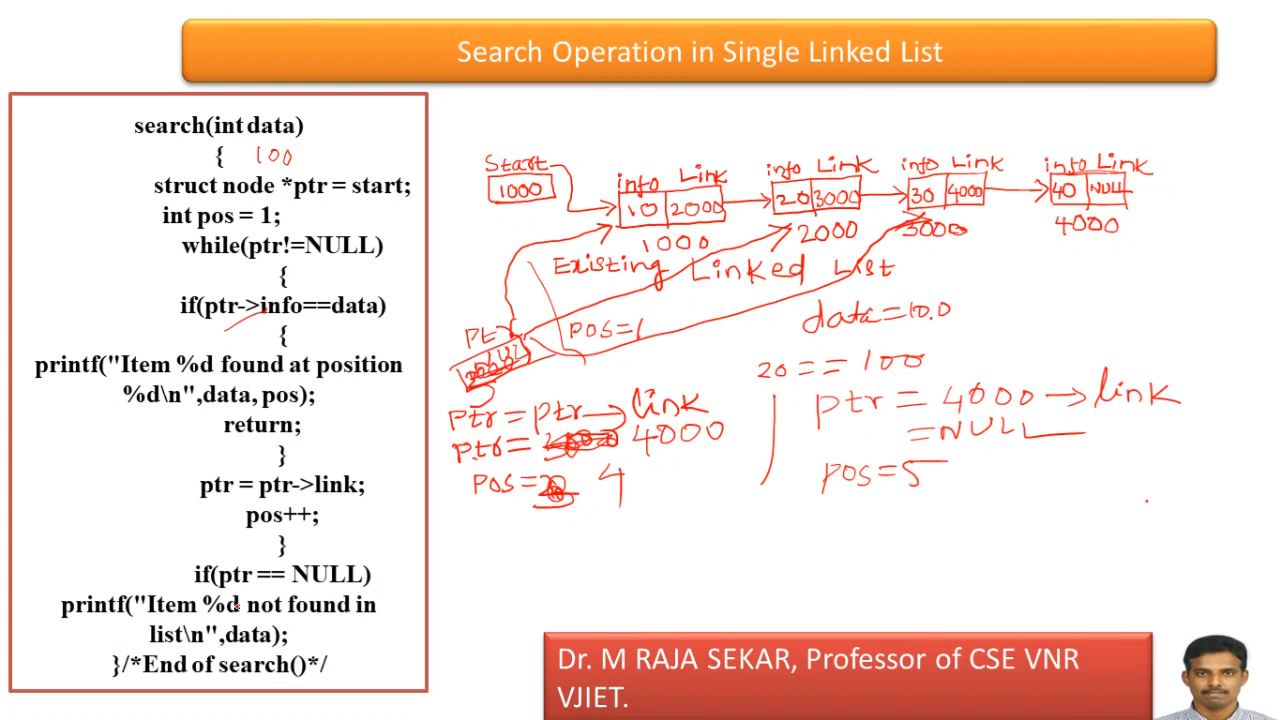 Search Operation in Single Linked List
search(int data)
{ 100
struct node *ptr = start;
int pos = 1;
while(ptr!=NULL)
{
if(ptr->info==data)
{
printf("Item %d found at position
%d\n",data, pos);
return;
}
ptr = ptr->link;
pos++;
}
if(ptr == NULL)
printf("Item %d not found in
list\n",data);
}/*End of search()*/
Start
1000
info Link
10 2000
1000
info Link
20 3000
2000
info Link
30 4000
3000
info Link
40 NULL
4000
Existing Linked List
Ptr
pos=1
data=10.0
20 == 100
Ptr = ptr → link
ptr = 4000
pos = 4
ptr = 4000 → link
= NULL
pos = 5
Dr. M RAJA SEKAR, Professor of CSE VNR
VJIET.